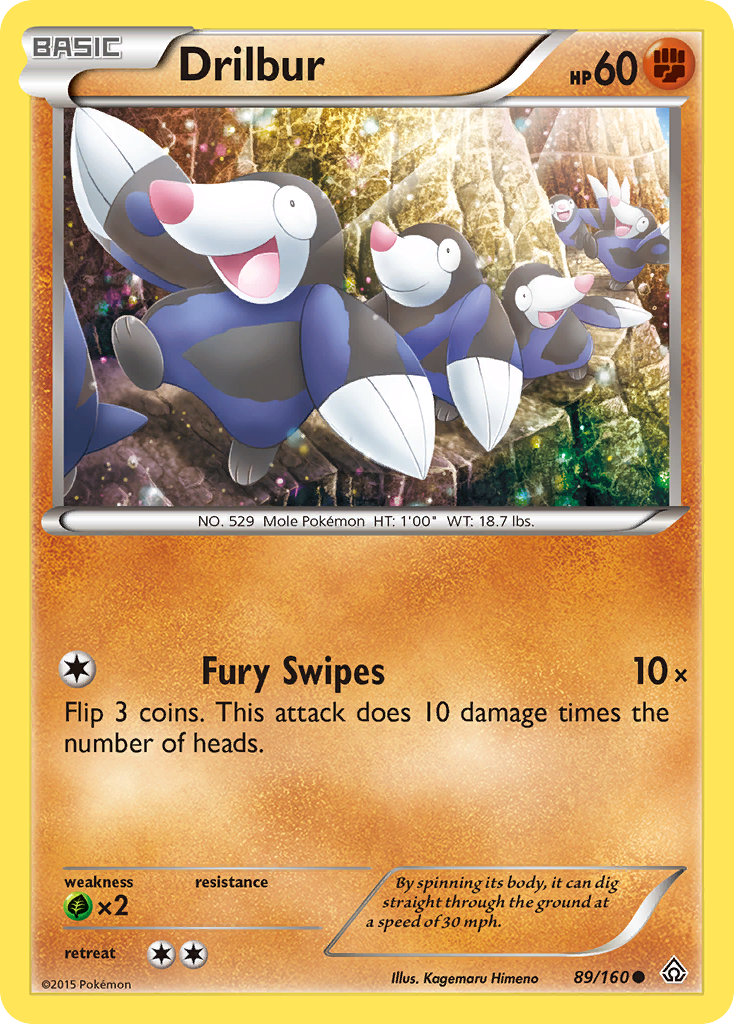 BASIC
Drilbur
HP60
NO. 529 Mole Pokémon HT: 1'00" WT: 18.7 lbs.
Fury Swipes
10×
Flip 3 coins. This attack does 10 damage times the
number of heads.
weakness
resistance
×2
By spinning its body, it can dig
straight through the ground at
a speed of 30 mph.
retreat
©2015 Pokémon
Illus. Kagemaru Himeno
89/160